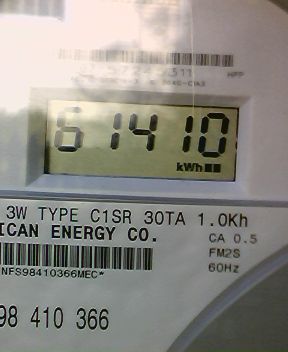 61410
kWh
3W TYPE C1SR 30TA 1.0Kh
ICAN ENERGY CO.
CA 0.5
FM2S
60Hz
NFS98410366MEC*
98 410 366